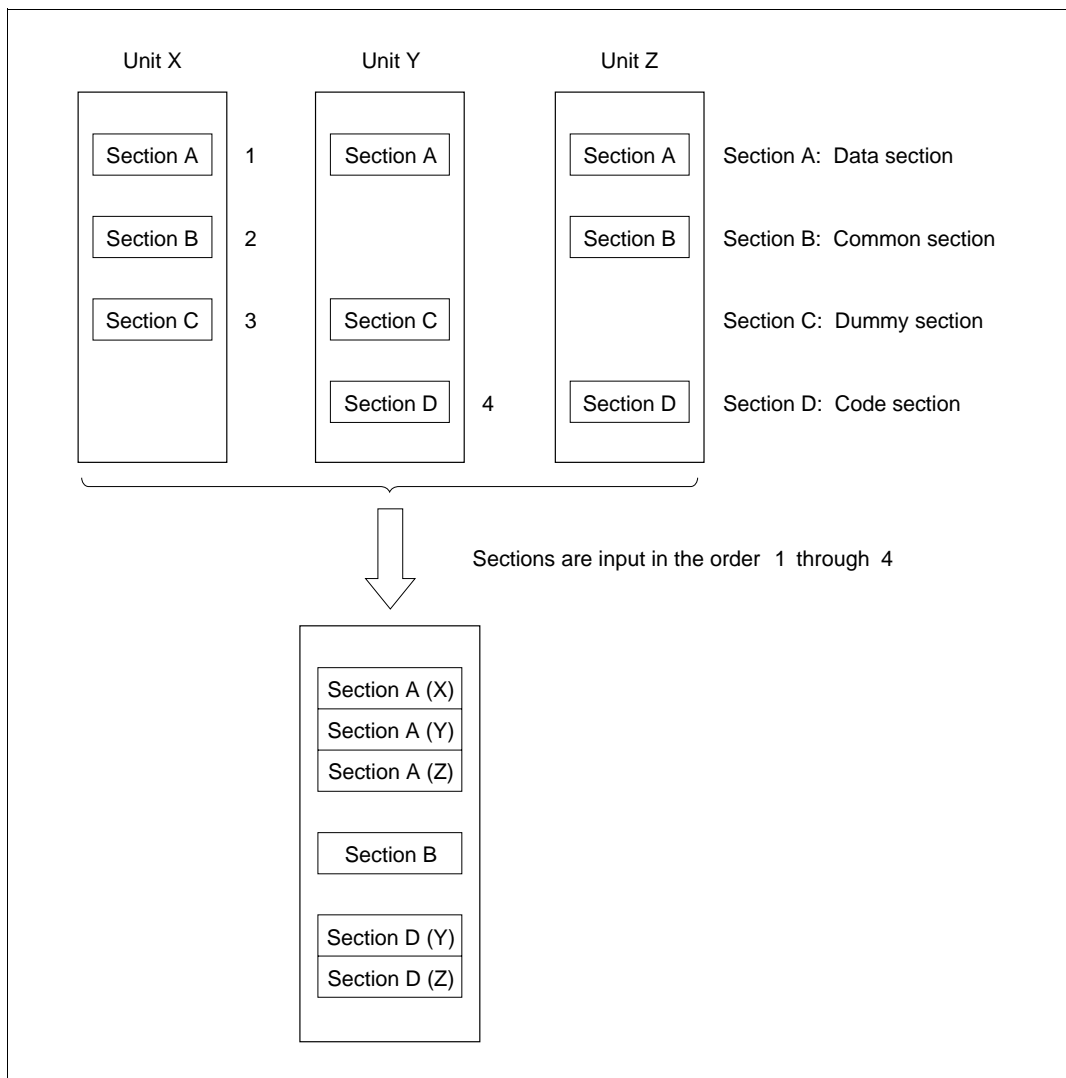 Unit X Unit Y Unit Z
Section A 1 Section A Section A Section A: Data section
Section B 2 Section B Section B: Common section
Section C 3 Section C Section C: Dummy section
Section D 4 Section D Section D: Code section
Sections are input in the order 1 through 4
Section A (X)
Section A (Y)
Section A (Z)
Section B
Section D (Y)
Section D (Z)